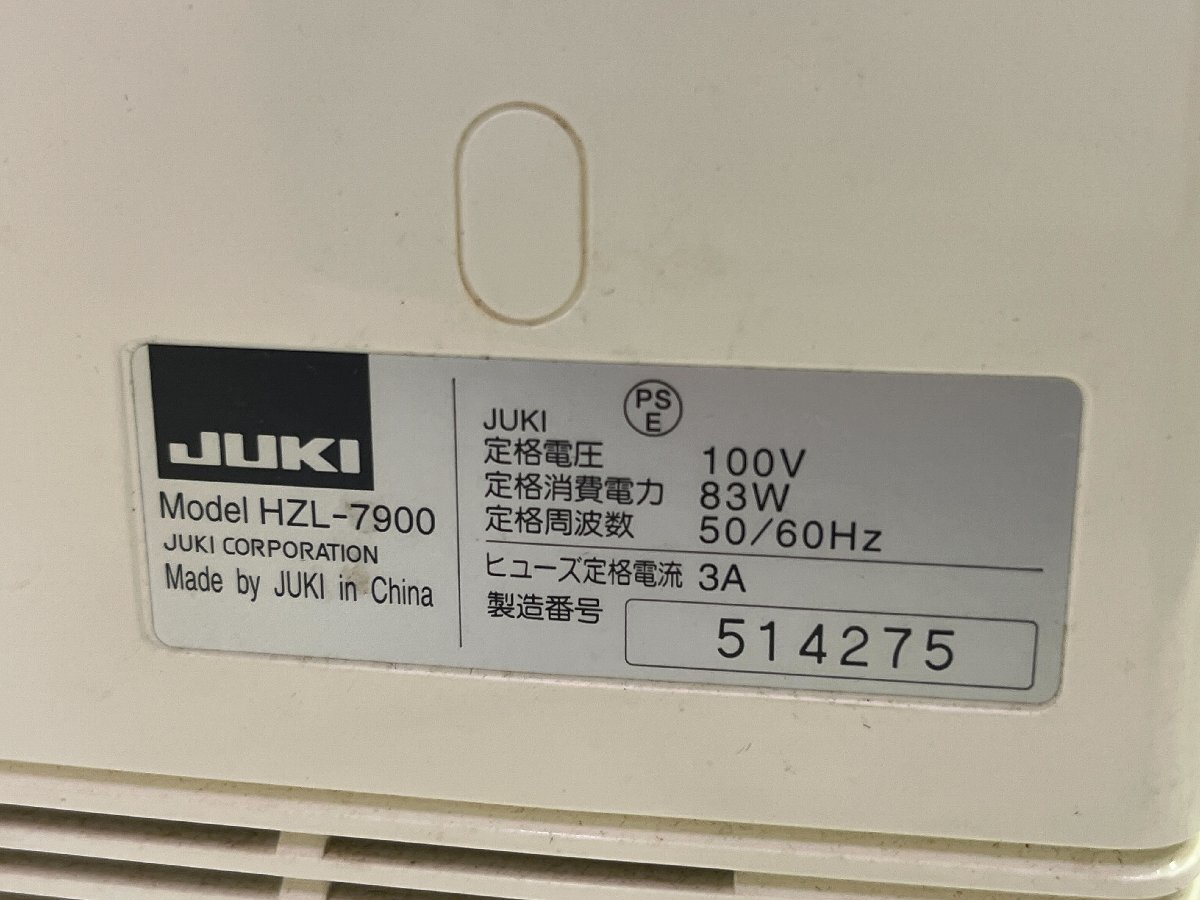 JUKI
Model HZL-7900
JUKI CORPORATION
Made by JUKI in China
JUKI
PS
E
定格電圧 100V
定格消費電力 83W
定格周波数 50/60Hz
ヒューズ定格電流 3A
製造番号 514275